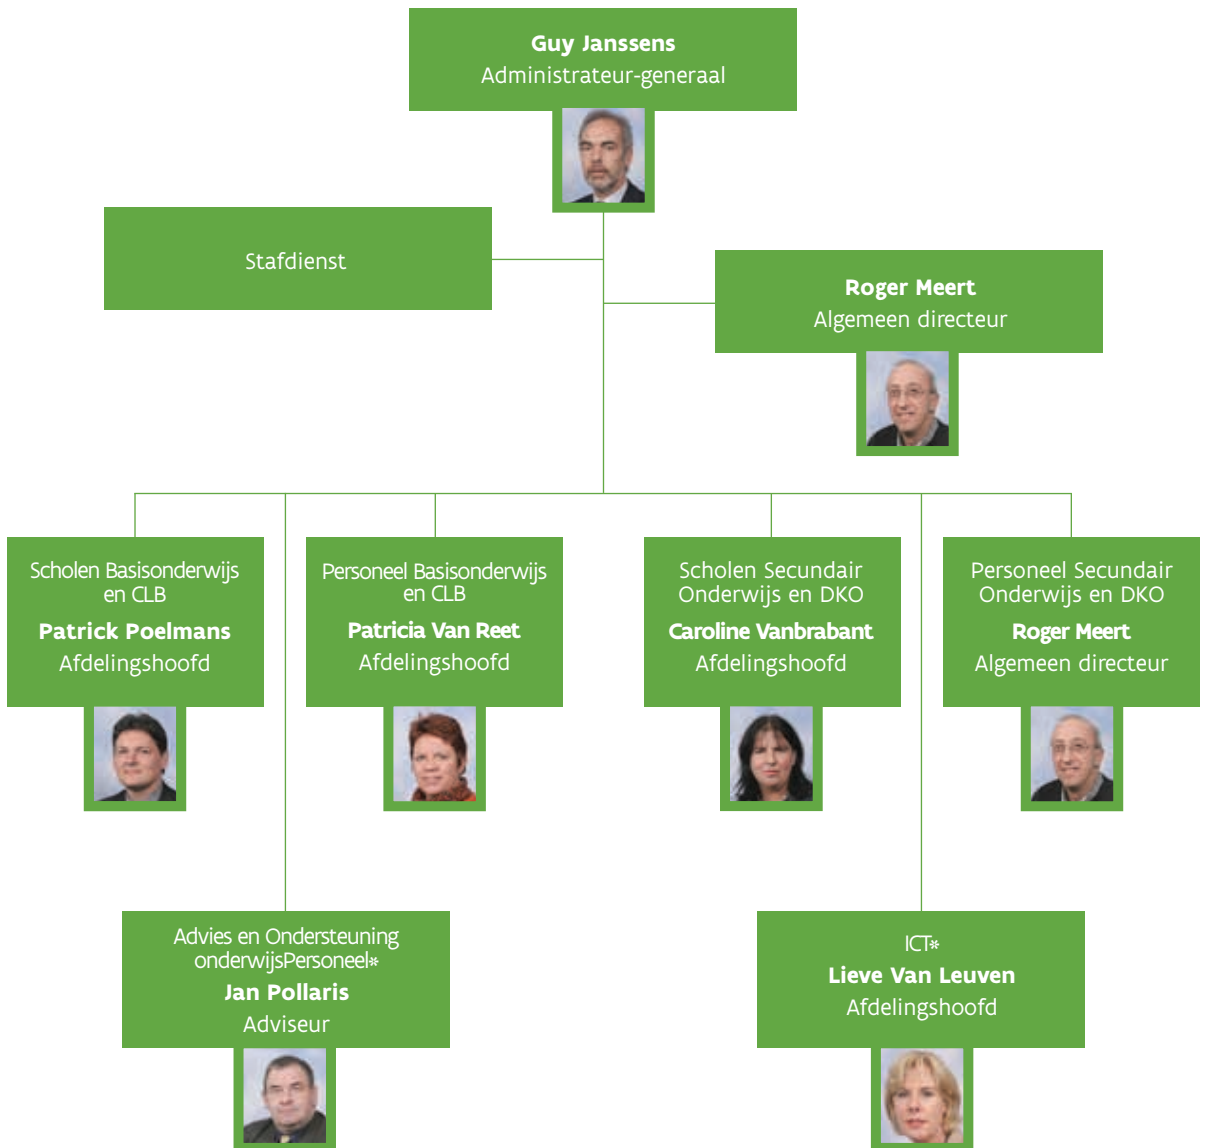 Guy Janssens
Administrateur-generaal
Stafdienst
Roger Meert
Algemeen directeur
Scholen Basisonderwijs
en CLB
Patrick Poelmans
Afdelingshoofd
Personeel Basisonderwijs
en CLB
Patricia Van Reet
Afdelingshoofd
Scholen Secundair
Onderwijs en DKO
Caroline Vanbrabant
Afdelingshoofd
Personeel Secundair
Onderwijs en DKO
Roger Meert
Algemeen directeur
Advies en Ondersteuning
onderwijsPersoneel*
Jan Pollaris
Adviseur
ICT*
Lieve Van Leuven
Afdelingshoofd